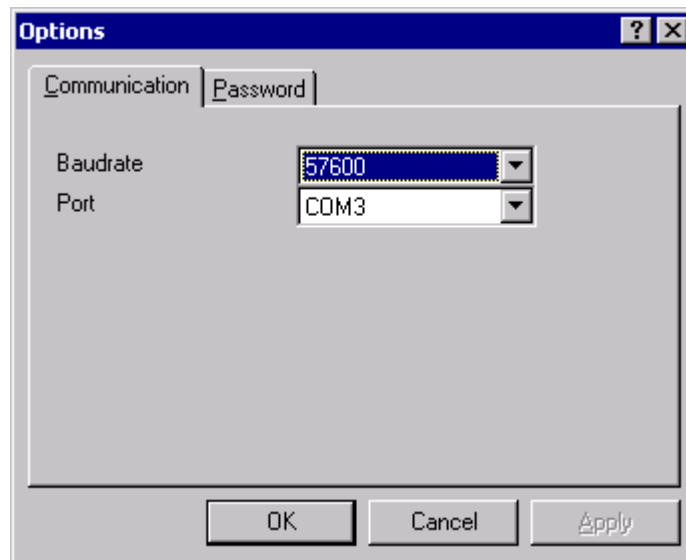 Options
Communication Password
Baudrate 57600
Port COM3
OK Cancel Apply